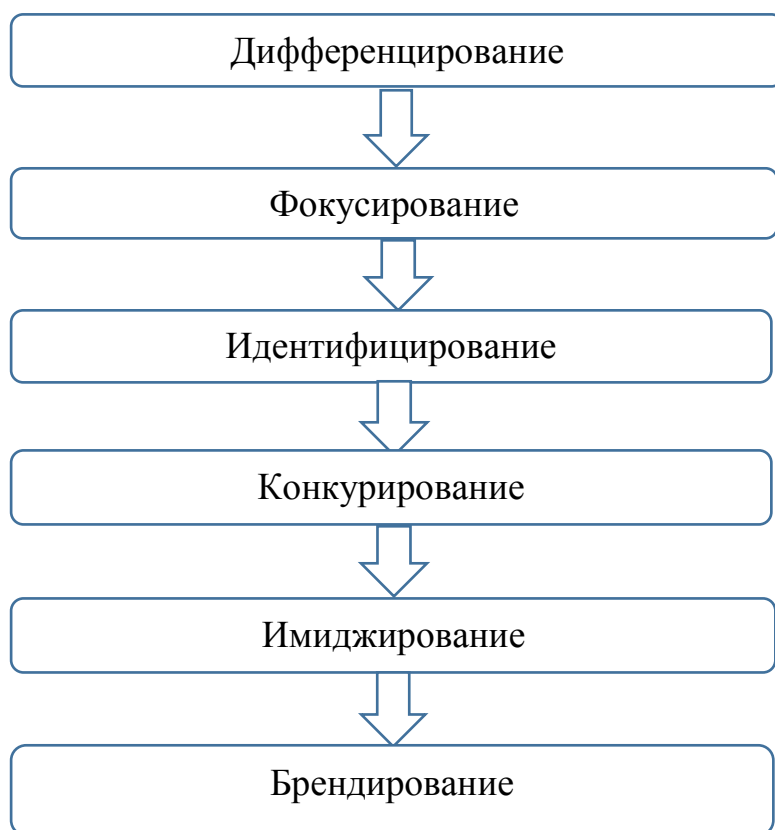 Дифференцирование
Фокусирование
Идентифицирование
Конкурирование
Имиджирование
Брендирование